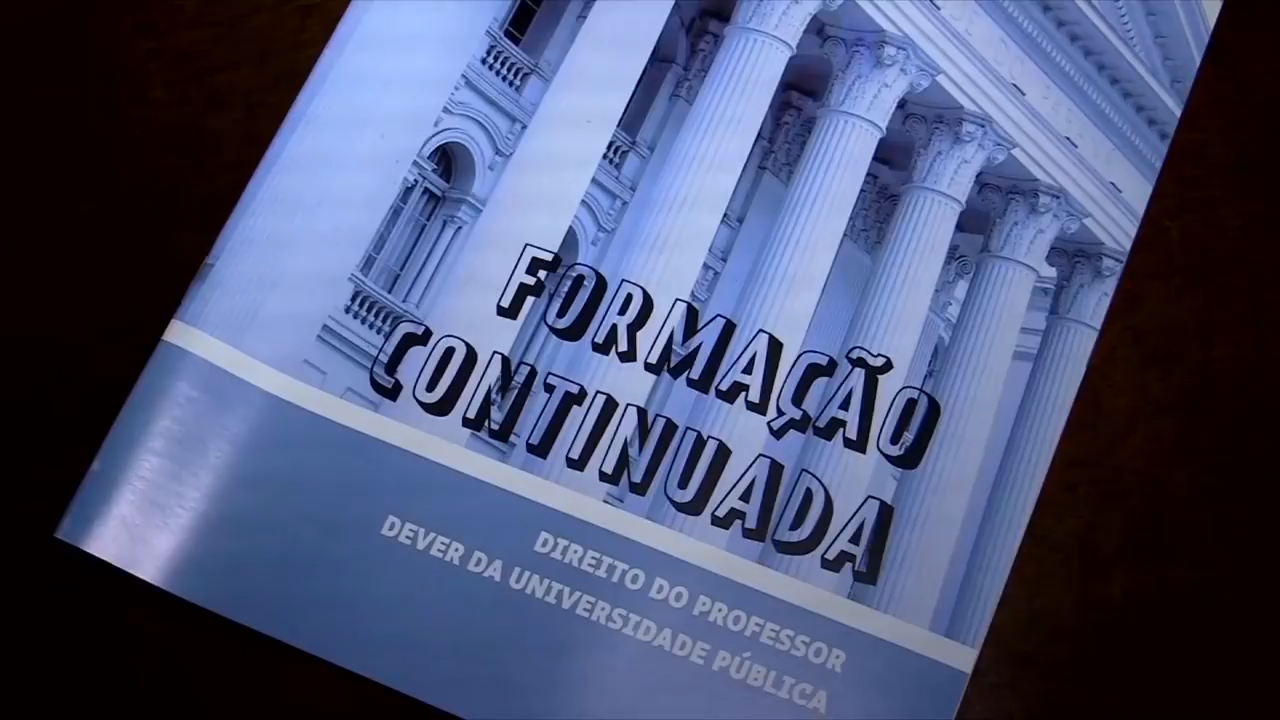 FORMAÇÃO
CONTINUADA
DIREITO DO PROFESSOR
DEVER DA UNIVERSIDADE PÚBLICA